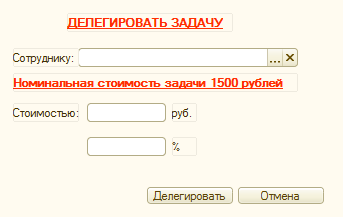 ДЕЛЕГИРОВАТЬ ЗАДАЧУ
Сотруднику: ... ×
Номинальная стоимость задачи 1500 рублей
Стоимостью: руб.
%
Делегировать Отмена